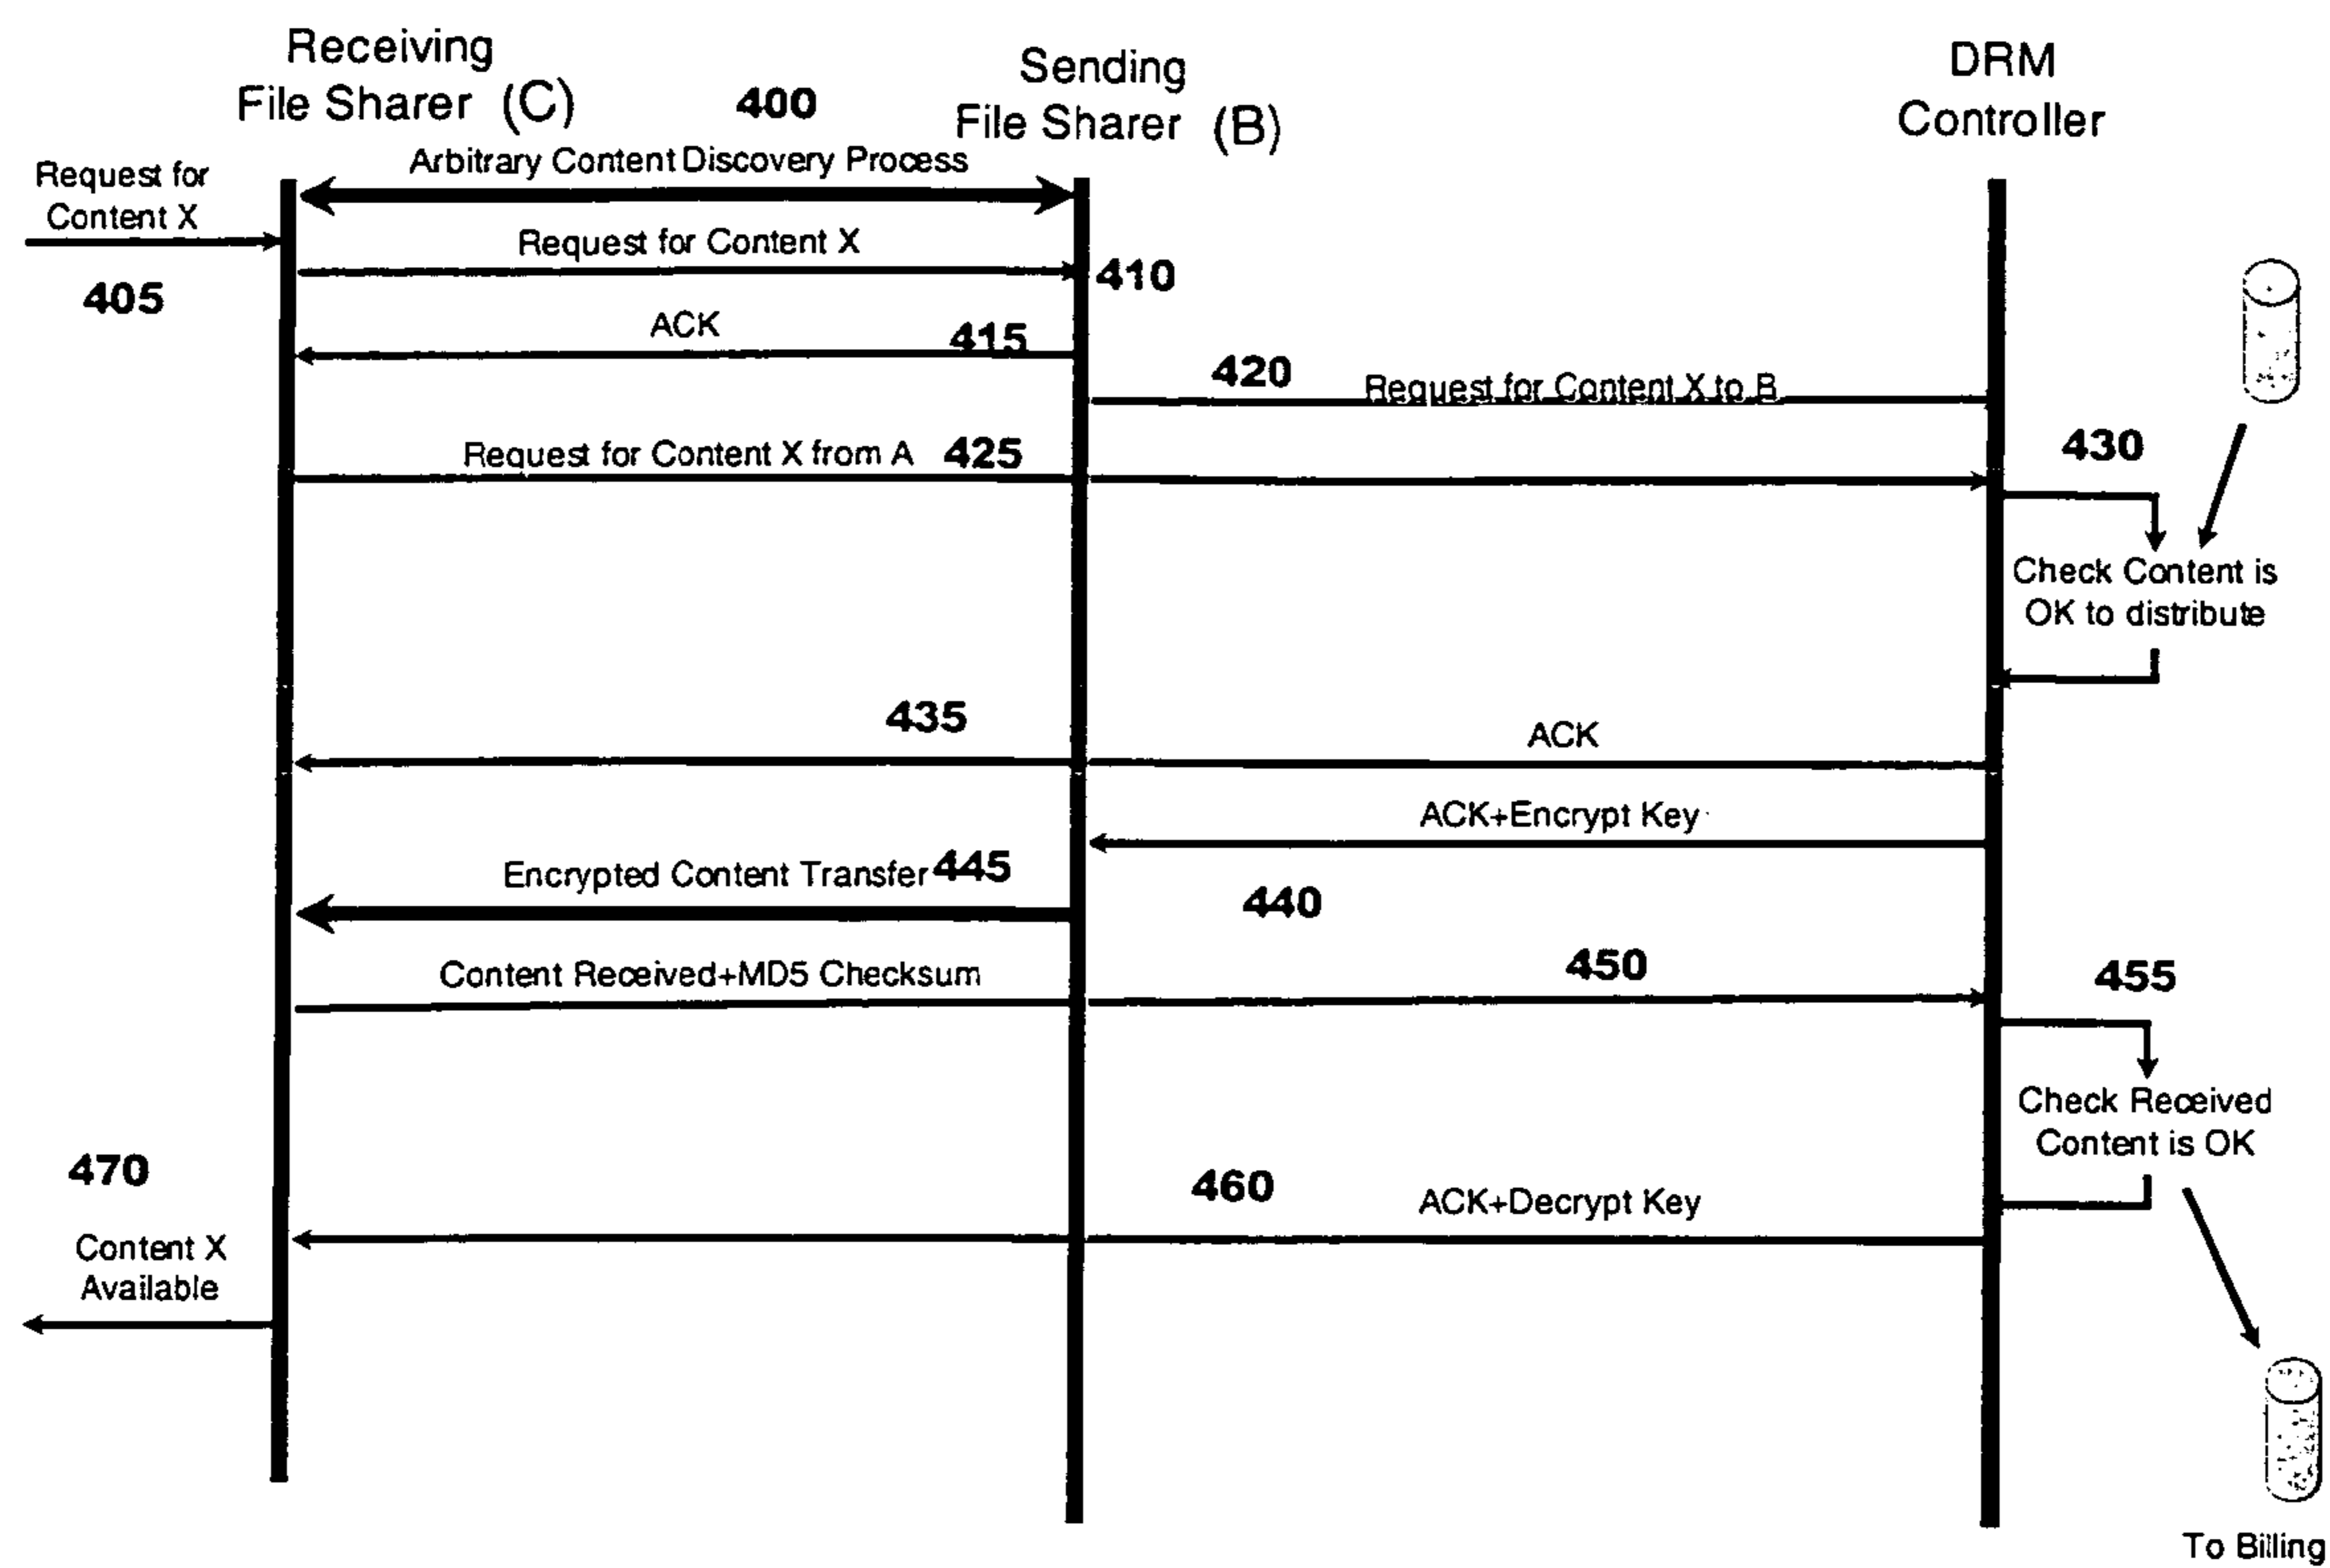 Receiving
File Sharer (C)
400
Sending
File Sharer (B)
DRM
Controller
Arbitrary Content Discovery Process
Request for
Content X
405
Request for Content X
410
ACK
415
420
Request for Content X to B
Request for Content X from A
425
430
Check Content is
OK to distribute
435
ACK
ACK+Encrypt Key
Encrypted Content Transfer
445
440
Content Received+MD5 Checksum
450
455
Check Received
Content is OK
470
460
ACK+Decrypt Key
Content X
Available
To Billing